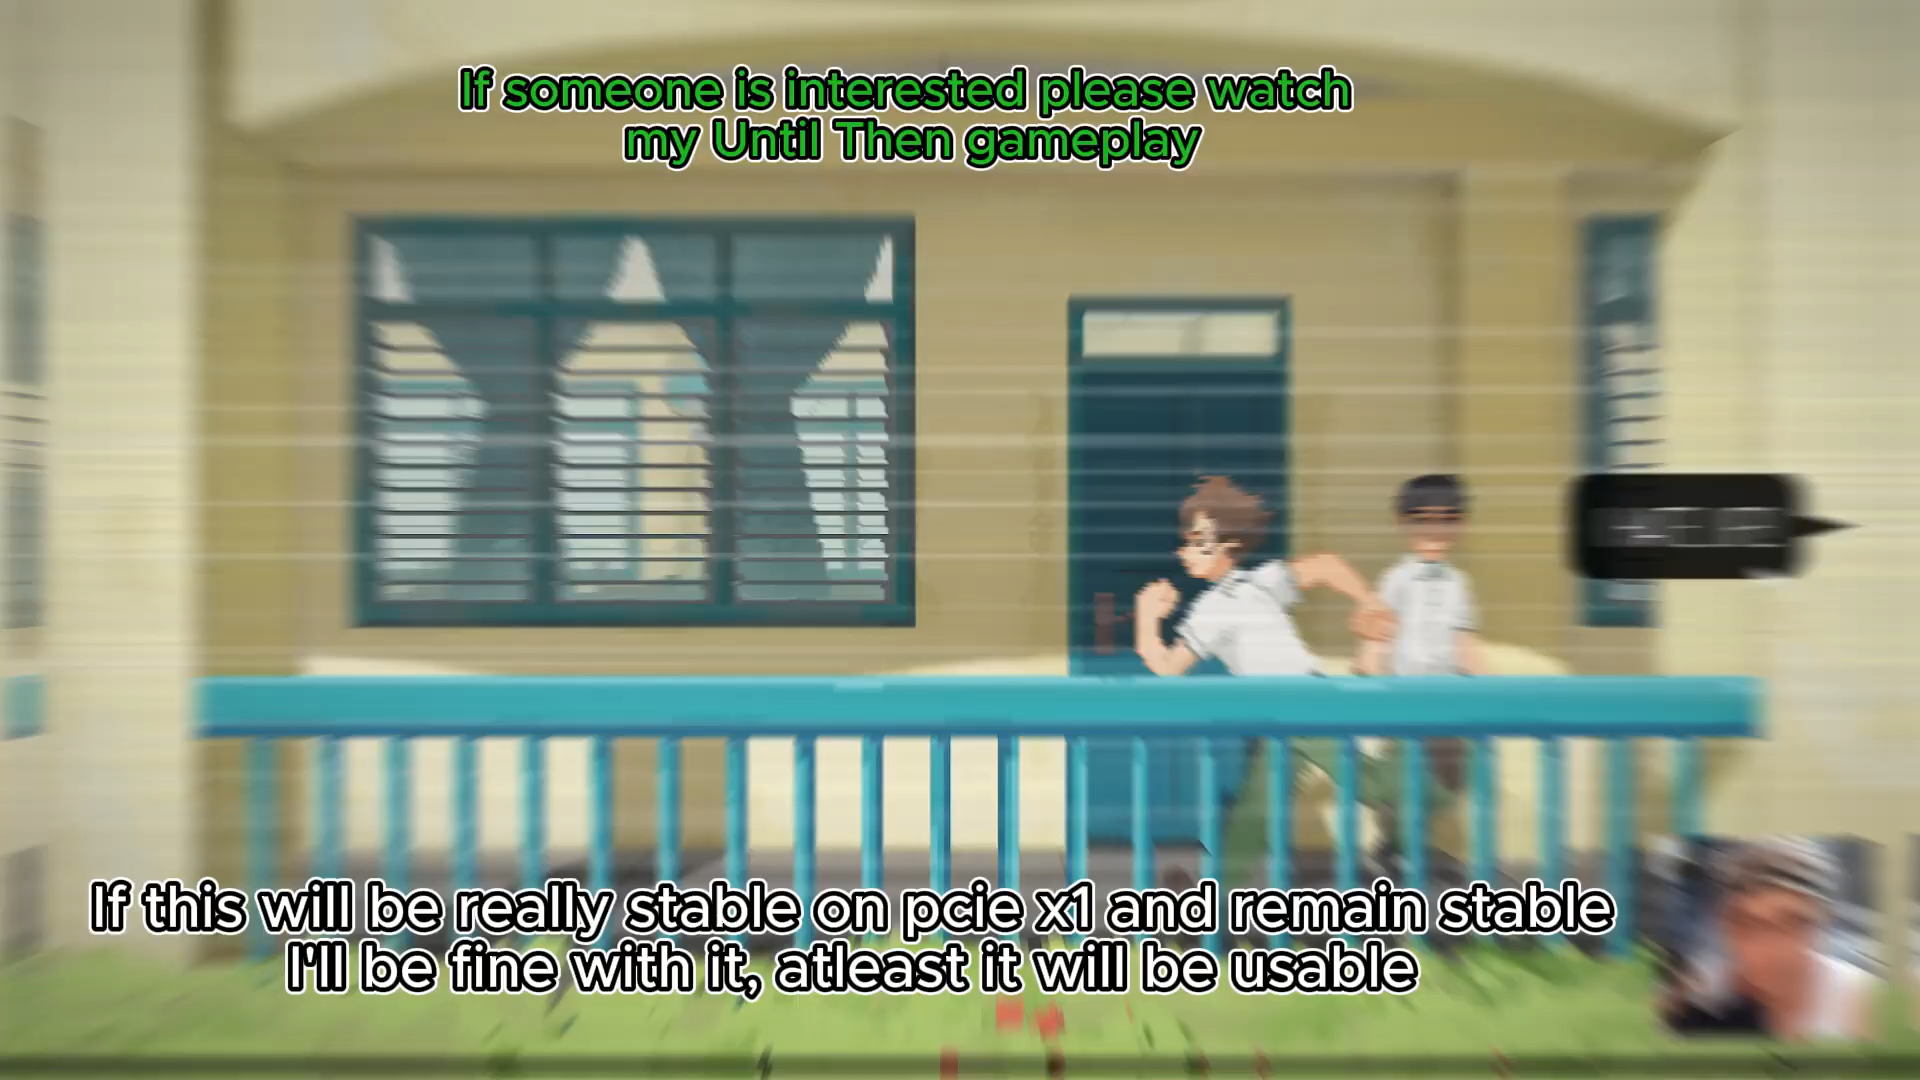 If someone is interested please watch
my Until Then gameplay
If this will be really stable on pcie x1 and remain stable
I'll be fine with it, atleast it will be usable